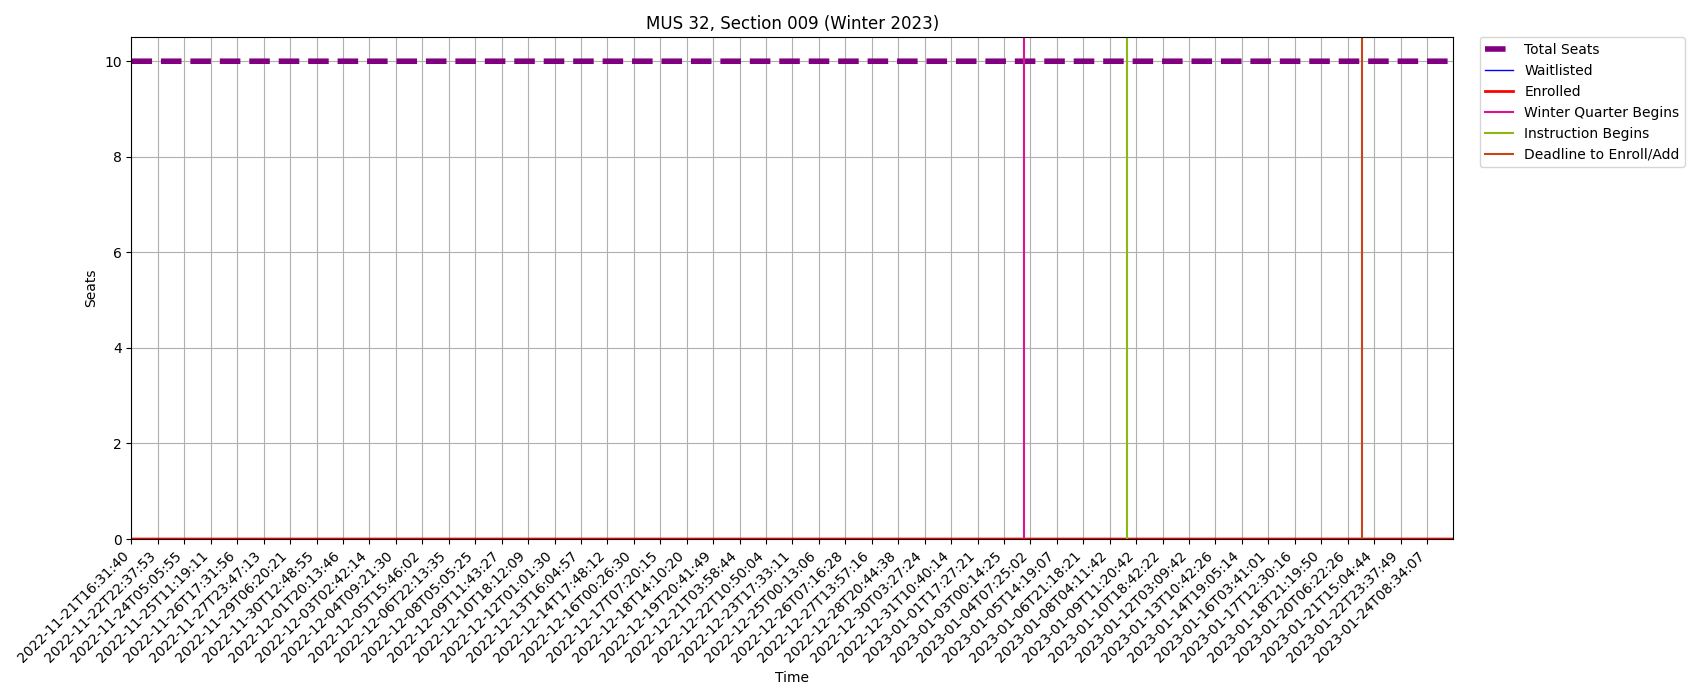 MUS 32, Section 009 (Winter 2023)
Total Seats
Waitlisted
Enrolled
Winter Quarter Begins
Instruction Begins
Deadline to Enroll/Add
Seats
10
8
6
4
2
0
2022-11-21T16:31:40
2022-11-22T22:37:53
2022-11-24T05:05:55
2022-11-25T11:19:11
2022-11-26T17:31:56
2022-11-27T23:47:13
2022-11-29T06:20:21
2022-11-30T12:48:55
2022-12-01T20:13:46
2022-12-03T02:42:14
2022-12-04T09:21:30
2022-12-05T15:46:02
2022-12-06T22:13:35
2022-12-08T05:05:25
2022-12-09T11:43:27
2022-12-10T18:12:09
2022-12-12T01:01:30
2022-12-13T16:04:57
2022-12-14T17:48:12
2022-12-16T00:26:30
2022-12-17T07:20:15
2022-12-18T14:10:20
2022-12-19T20:41:49
2022-12-21T03:58:44
2022-12-22T10:50:04
2022-12-23T17:33:11
2022-12-25T00:13:06
2022-12-26T07:16:28
2022-12-27T13:57:16
2022-12-28T20:44:38
2022-12-30T03:27:24
2022-12-31T10:40:14
2023-01-01T17:27:21
2023-01-03T00:14:25
2023-01-04T07:25:02
2023-01-05T14:19:07
2023-01-06T21:18:21
2023-01-08T04:11:42
2023-01-09T11:20:42
2023-01-10T18:42:22
2023-01-12T03:09:42
2023-01-13T10:42:26
2023-01-14T19:05:14
2023-01-16T03:41:01
2023-01-17T12:30:16
2023-01-18T21:19:50
2023-01-20T06:22:26
2023-01-21T15:04:44
2023-01-22T23:37:49
2023-01-24T08:34:07
Time